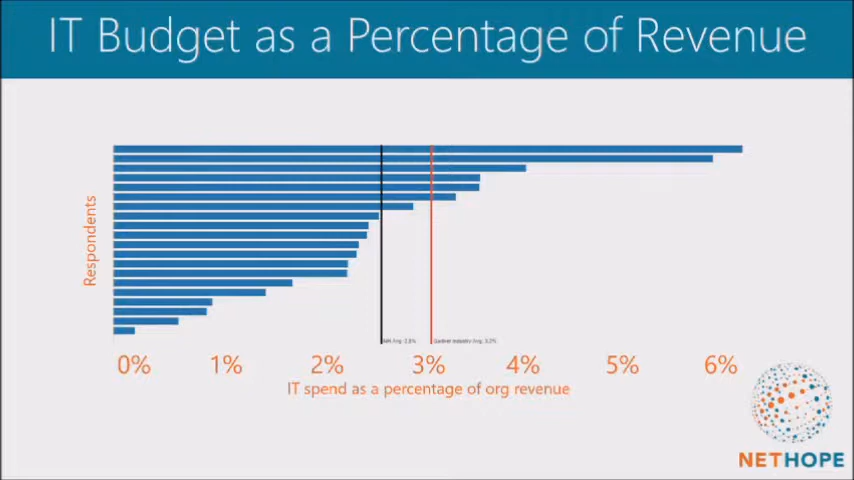 IT Budget as a Percentage of Revenue
Respondents
0% 1% 2% 3% 4% 5% 6%
IT spend as a percentage of org revenue
NETHOPE